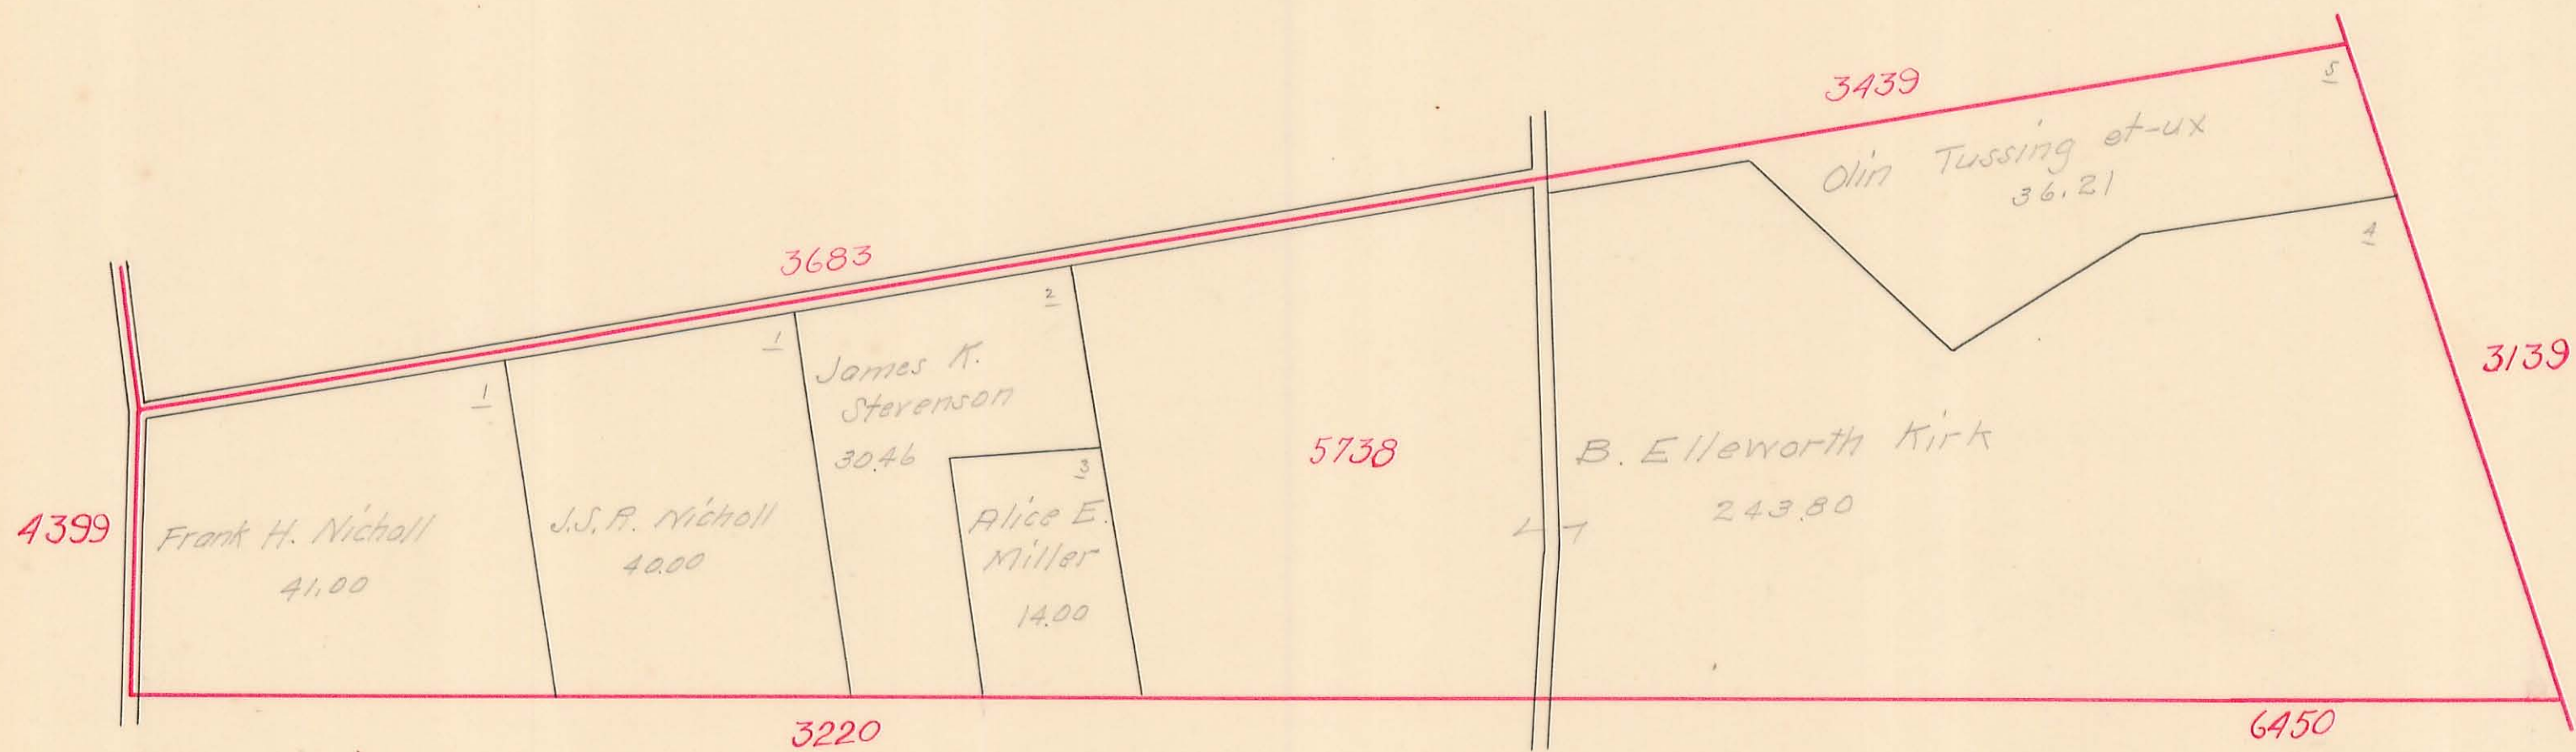 3439
5
Olin Tussing et-ux
36.21
4
3683
2
1
1
James K.
Stevenson
30.46
3
Alice E.
Miller
14.00
5738
B. Elleworth Kirk
243.80
3139
4399
Frank H. Nicholl
41.00
J.S.R. Nicholl
40.00
3220
6450